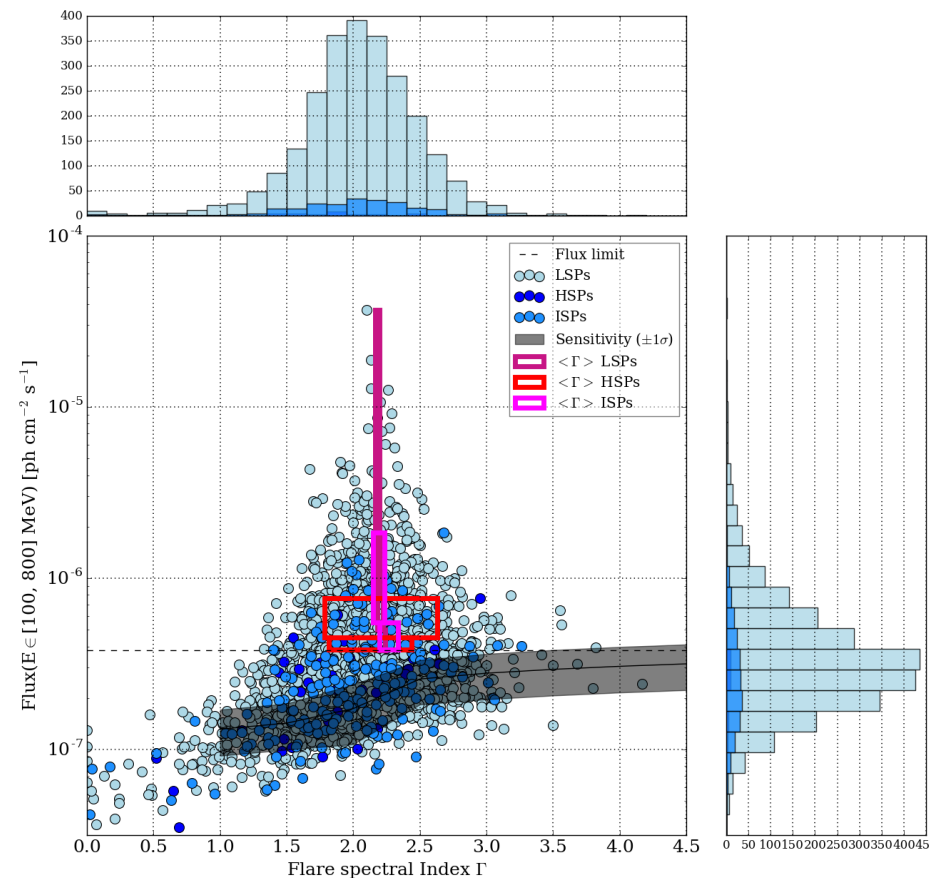 400
350
300
250
200
150
100
50
0
10⁻⁴
10⁻⁵
10⁻⁶
10⁻⁷
Flux(E ∈ [100, 800] MeV) [ph cm⁻² s⁻¹]
Flux limit
LSPs
HSPs
ISPs
Sensitivity (±1σ)
< Γ > LSPs
< Γ > HSPs
< Γ > ISPs
0.0 0.5 1.0 1.5 2.0 2.5 3.0 3.5 4.0 4.5
Flare spectral Index Γ
0 50 100 150 200 250 300 350 400 45